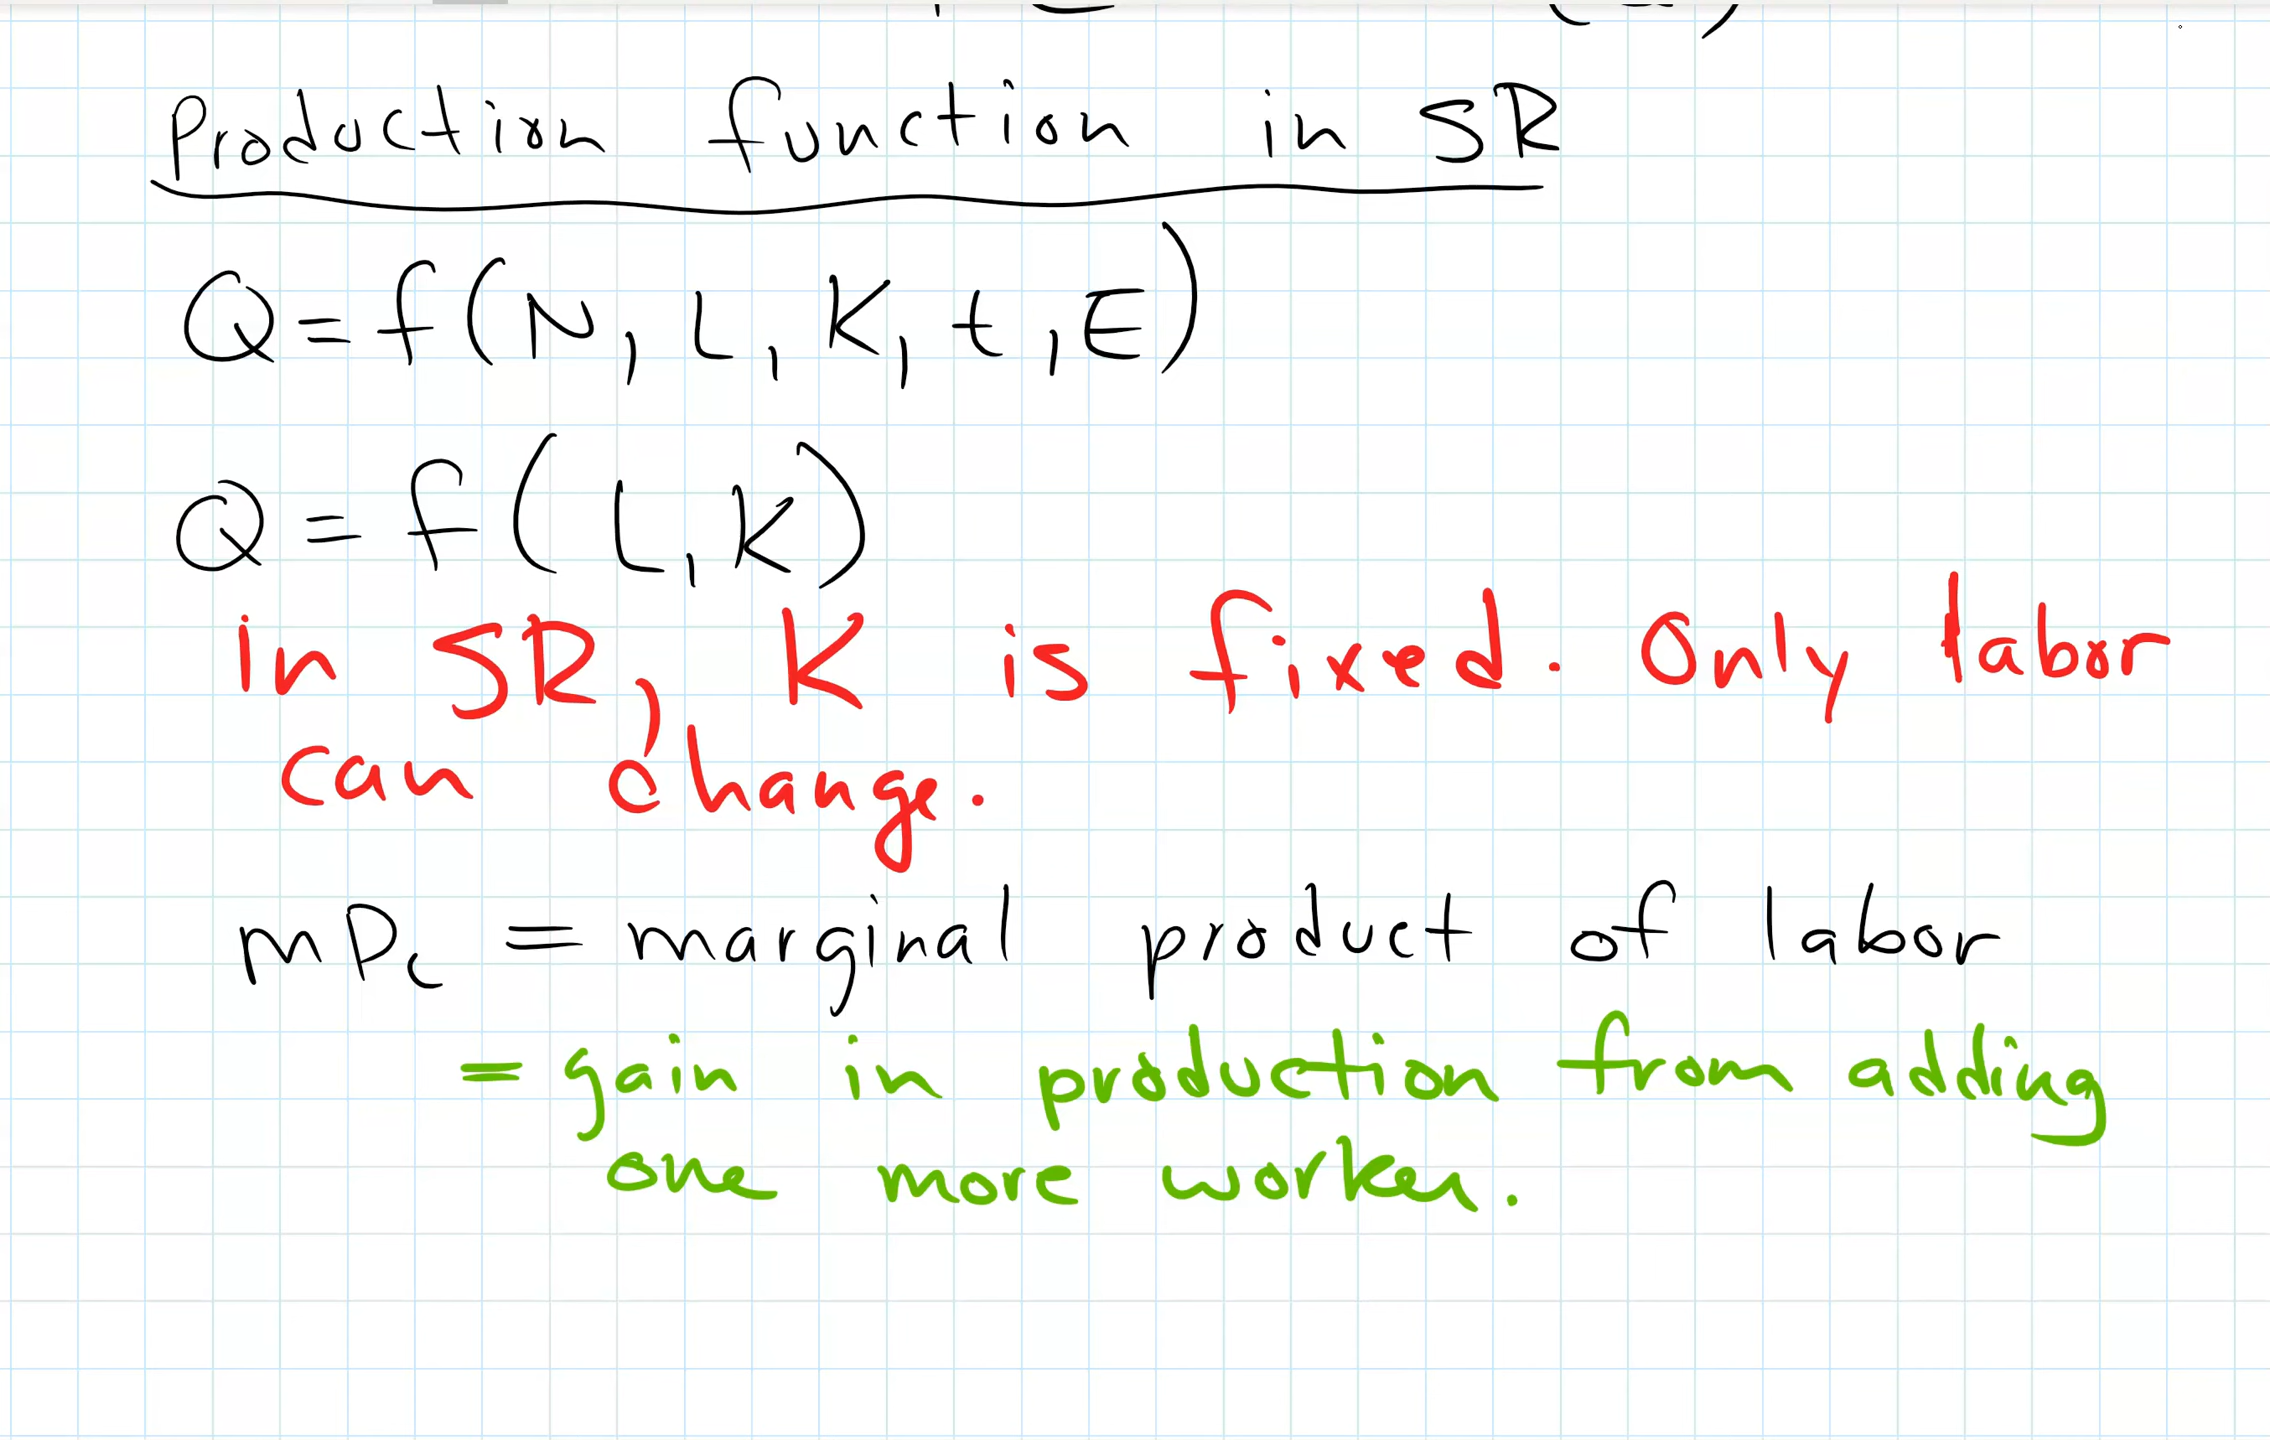 Production function in SR
Q = f(N, L, K, t, E)
Q = f(L, K)
in SR, K is fixed. Only labor
can change.
MPL = marginal product of labor
= gain in production from adding
one more worker.